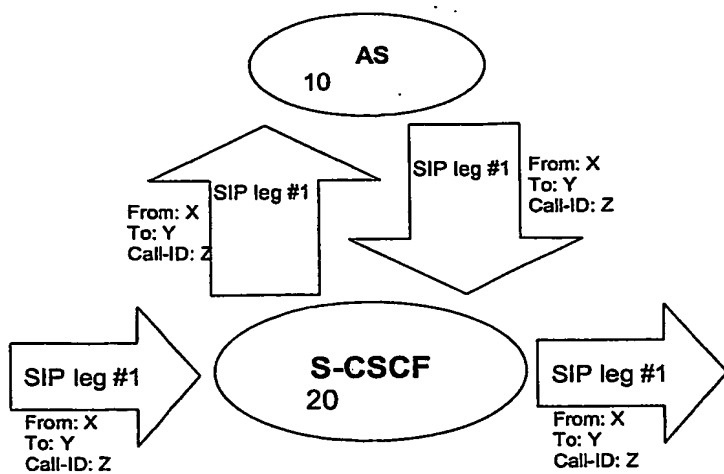 AS
10
SIP leg #1
From: X
To: Y
Call-ID: Z
SIP leg #1
From: X
To: Y
Call-ID: Z
SIP leg #1
From: X
To: Y
Call-ID: Z
S-CSCF
20
SIP leg #1
From: X
To: Y
Call-ID: Z